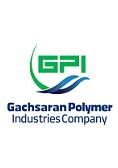 GPI
Gachsaran Polymer
Industries Company